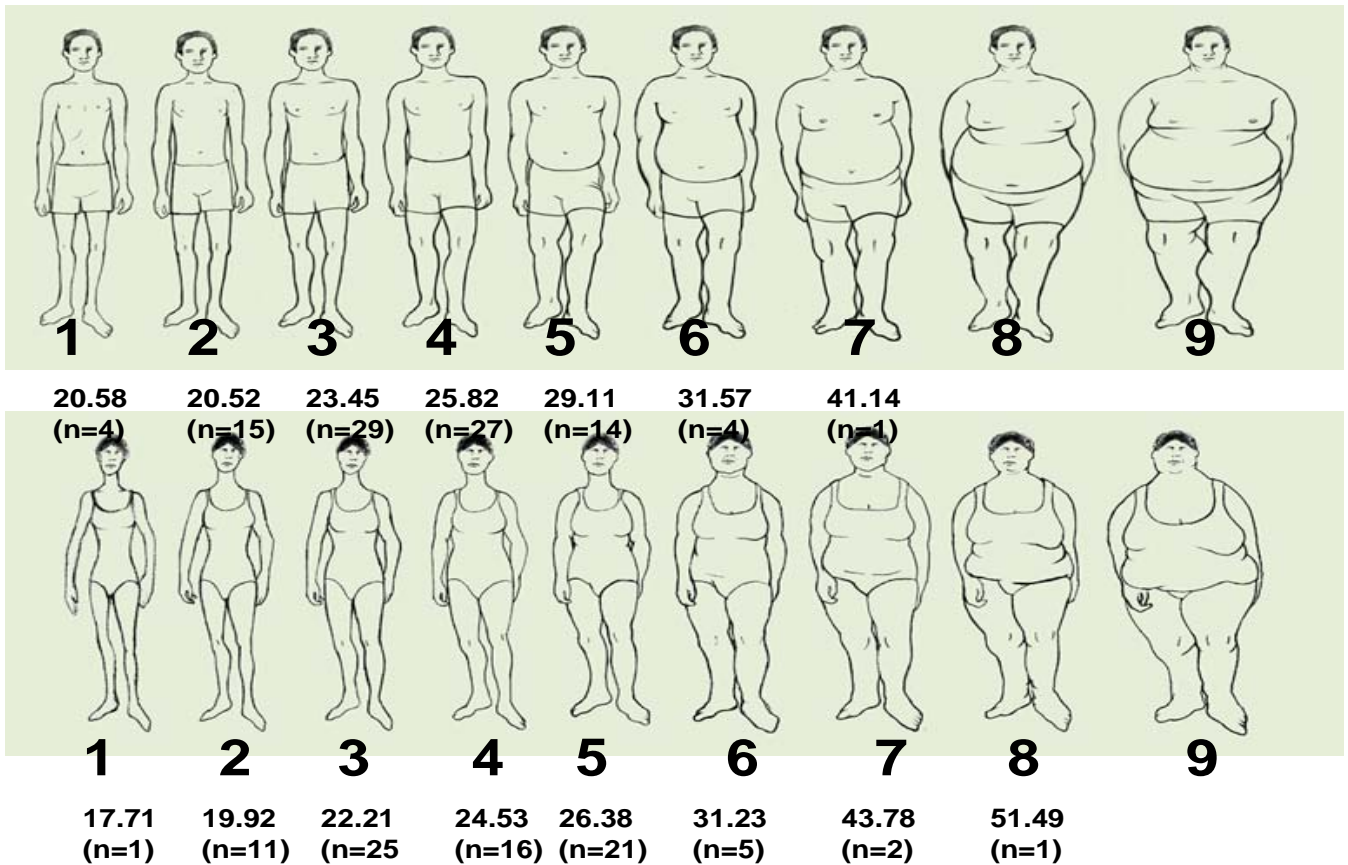 1 2 3 4 5 6 7 8 9
20.58 20.52 23.45 25.82 29.11 31.57 41.14
(n=4) (n=15) (n=29) (n=27) (n=14) (n=4) (n=1)
1 2 3 4 5 6 7 8 9
17.71 19.92 22.21 24.53 26.38 31.23 43.78 51.49
(n=1) (n=11) (n=25 (n=16) (n=21) (n=5) (n=2) (n=1)